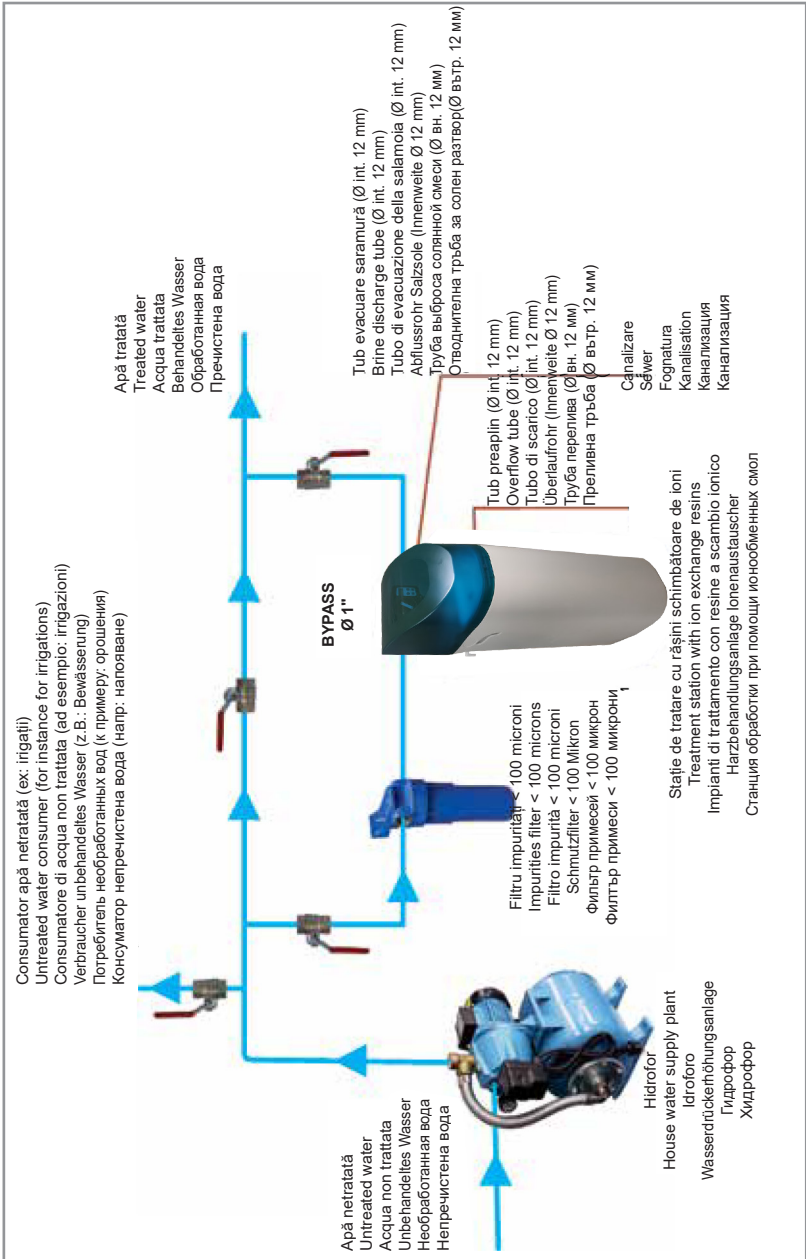 Consumator apă netratată (ex: irigații)
Untreated water consumer (for instance for irrigations)
Consumatore di acqua non trattata (ad esempio: irrigazioni)
Verbraucher unbehandeltes Wasser (z.B.: Bewässerung)
Потребитель необработанных вод (к примеру: орошения)
Консуматор непречистена вода (напр: напояване)
Apă tratată
Treated water
Acqua trattata
Behandeltes Wasser
Обработанная вода
Пречистена вода
Apă netratată
Untreated water
Acqua non trattata
Unbehandeltes Wasser
Необработанная вода
Непречистена вода
BYPASS
Ø 1"
Tub evacuare saramură (Ø int. 12 mm)
Brine discharge tube (Ø int. 12 mm)
Tubo di evacuazione della salamoia (Ø int. 12 mm)
Abflussrohr Salzsole (Innenweite Ø 12 mm)
Труба выброса солянной смеси (Ø вн. 12 мм)
Отводнителна тръба за солен разтвор(Ø вътр. 12 мм)
Tub preaplin (Ø int. 12 mm)
Overflow tube (Ø int. 12 mm)
Tubo di scarico (Ø int. 12 mm)
Überlaufrohr (Innenweite Ø 12 mm)
Труба перелива (Ø вн. 12 мм)
Преливна тръба (Ø вътр. 12 мм)
Canalizare
Sewer
Fognatura
Kanalisation
Канализация
Канализация
Filtru impurități < 100 microni
Impurities filter < 100 microns
Filtro impurità < 100 microni
Schmutzfilter < 100 Mikron
Фильтр примесей < 100 микрон
Филтър примеси < 100 микрони
Hidrofor
House water supply plant
Idroforo
Wasserdrückerhöhungsanlage
Гидрофор
Хидрофор
Stație de tratare cu rășini schimbătoare de ioni
Treatment station with ion exchange resins
Impianti di trattamento con resine a scambio ionico
Harzbehandlungsanlage Ionenaustauscher
Станция обработки при помощи ионообменных смол